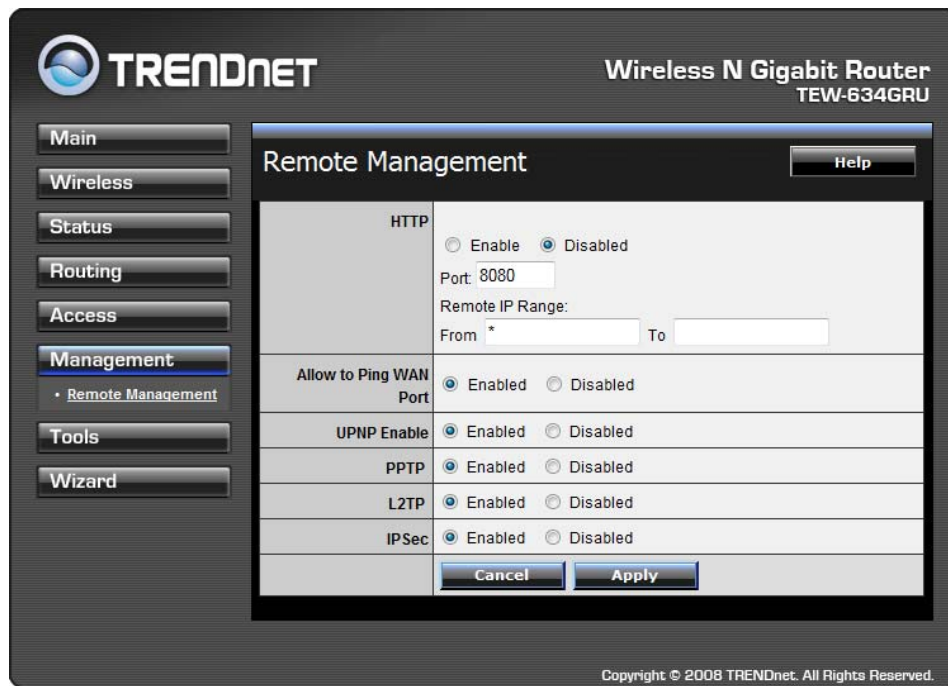 TRENDNET
Wireless N Gigabit Router
TEW-634GRU
Main
Wireless
Status
Routing
Access
Management
• Remote Management
Tools
Wizard
Remote Management
Help
HTTP
Enable Disabled
Port: 8080
Remote IP Range:
From * To
Allow to Ping WAN
Port
Enabled Disabled
UPNP Enable Enabled Disabled
PPTP Enabled Disabled
L2TP Enabled Disabled
IPSec Enabled Disabled
Cancel Apply
Copyright © 2008 TRENDnet. All Rights Reserved.